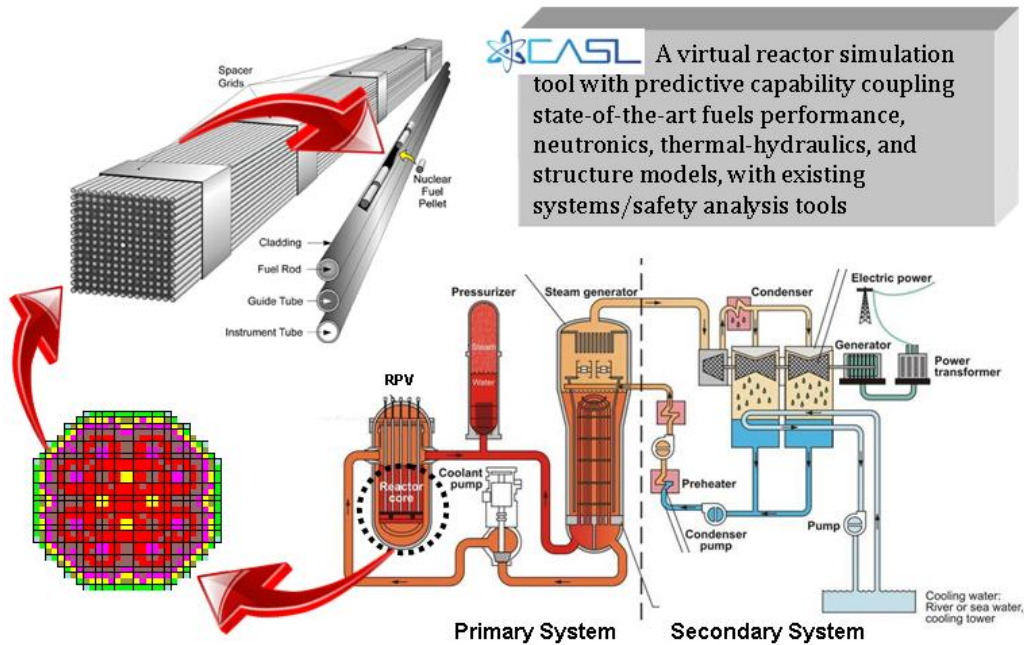 CASL A virtual reactor simulation
tool with predictive capability coupling
state-of-the-art fuels performance,
neutronics, thermal-hydraulics, and
structure models, with existing
systems/safety analysis tools
Spacer
Grids
Nuclear
Fuel
Pellet
Cladding
Fuel Rod
Guide Tube
Instrument Tube
Pressurizer
Steam generator
Condenser
Electric power
Generator
Power
transformer
Steam
Water
RPV
Reactor
core
Coolant
pump
Preheater
Condenser
pump
Pump
Cooling water:
River or sea water,
cooling tower
Primary System
Secondary System